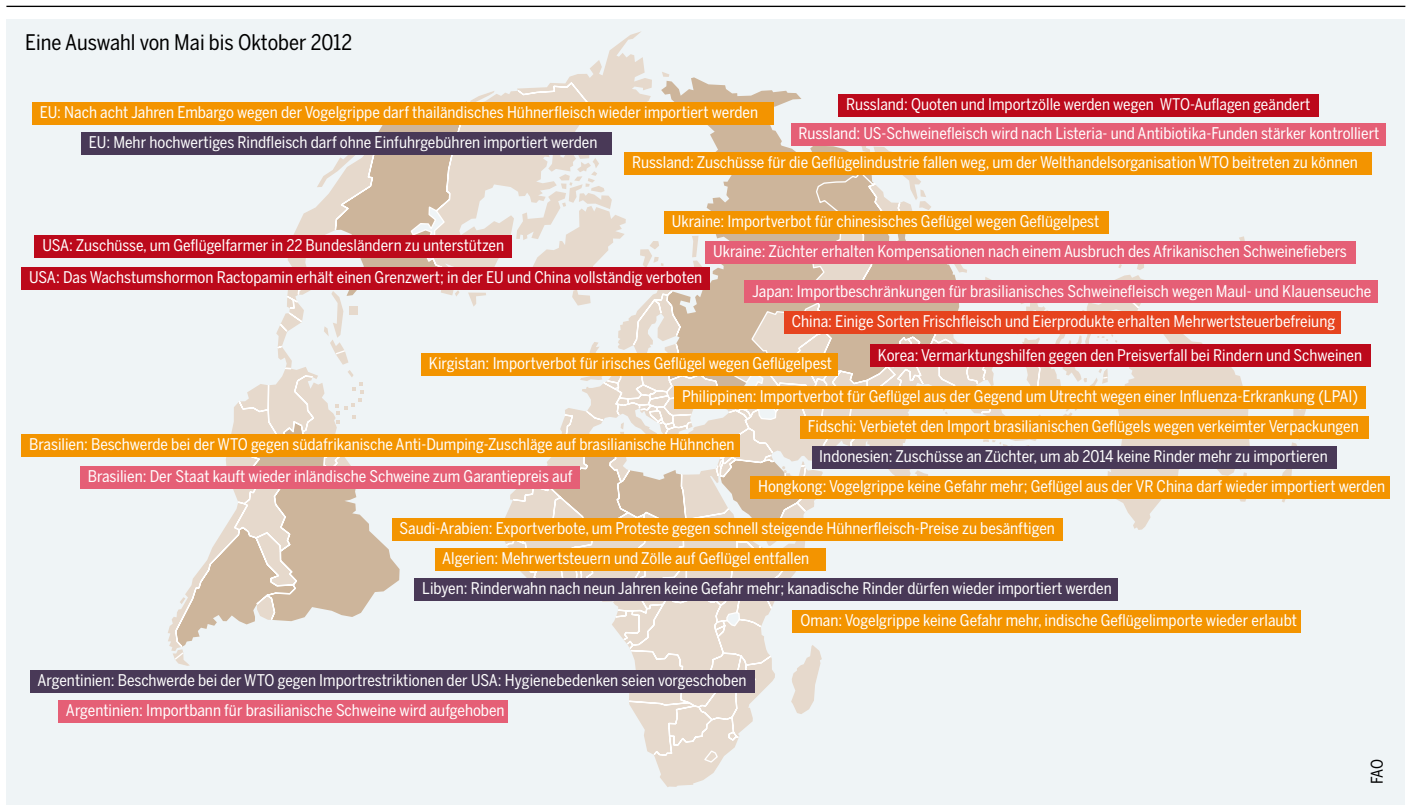 Eine Auswahl von Mai bis Oktober 2012
EU: Nach acht Jahren Embargo wegen der Vogelgrippe darf thailändisches Hühnerfleisch wieder importiert werden
EU: Mehr hochwertiges Rindfleisch darf ohne Einfuhrgebühren importiert werden
Russland: Quoten und Importzölle werden wegen WTO-Auflagen geändert
Russland: US-Schweinefleisch wird nach Listeria- und Antibiotika-Funden stärker kontrolliert
Russland: Zuschüsse für die Geflügelindustrie fallen weg, um der Welthandelsorganisation WTO beitreten zu können
Ukraine: Importverbot für chinesisches Geflügel wegen Geflügelpest
USA: Zuschüsse, um Geflügelfarmer in 22 Bundesländern zu unterstützen
Ukraine: Züchter erhalten Kompensationen nach einem Ausbruch des Afrikanischen Schweinefiebers
USA: Das Wachstumshormon Ractopamin erhält einen Grenzwert; in der EU und China vollständig verboten
Japan: Importbeschränkungen für brasilianisches Schweinefleisch wegen Maul- und Klauenseuche
China: Einige Sorten Frischfleisch und Eierprodukte erhalten Mehrwertsteuerbefreiung
Korea: Vermarktungshilfen gegen den Preisverfall bei Rindern und Schweinen
Kirgistan: Importverbot für irisches Geflügel wegen Geflügelpest
Philippinen: Importverbot für Geflügel aus der Gegend um Utrecht wegen einer Influenza-Erkrankung (LPAI)
Fidschi: Verbietet den Import brasilianischen Geflügels wegen verkeimter Verpackungen
Brasilien: Beschwerde bei der WTO gegen südafrikanische Anti-Dumping-Zuschläge auf brasilianische Hühnchen
Indonesien: Zuschüsse an Züchter, um ab 2014 keine Rinder mehr zu importieren
Brasilien: Der Staat kauft wieder inländische Schweine zum Garantiepreis auf
Hongkong: Vogelgrippe keine Gefahr mehr; Geflügel aus der VR China darf wieder importiert werden
Saudi-Arabien: Exportverbote, um Proteste gegen schnell steigende Hühnerfleisch-Preise zu besänftigen
Algerien: Mehrwertsteuern und Zölle auf Geflügel entfallen
Libyen: Rinderwahn nach neun Jahren keine Gefahr mehr; kanadische Rinder dürfen wieder importiert werden
Oman: Vogelgrippe keine Gefahr mehr, indische Geflügelimporte wieder erlaubt
Argentinien: Beschwerde bei der WTO gegen Importrestriktionen der USA: Hygienebedenken seien vorgeschoben
Argentinien: Importbann für brasilianische Schweine wird aufgehoben
FAO